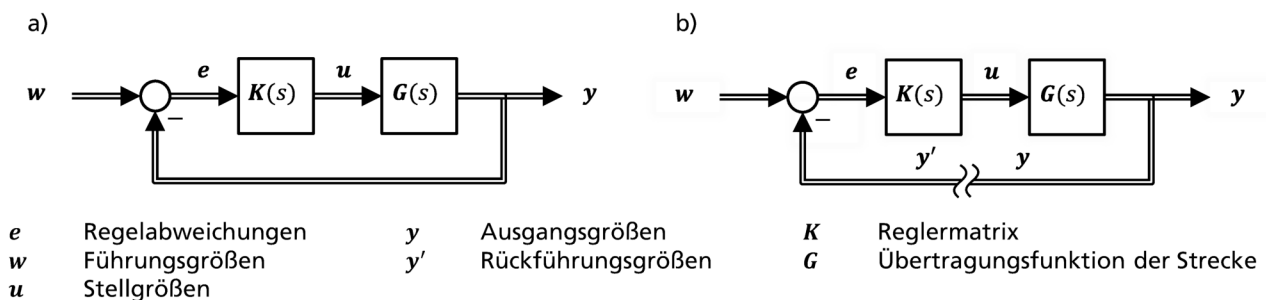 a)
b)
w e K(s) u G(s) y
−
w e K(s) u G(s) y
−
y′ y
e Regelabweichungen y Ausgangsgrößen K Reglermatrix
w Führungsgrößen y′ Rückführungsgrößen G Übertragungsfunktion der Strecke
u Stellgrößen